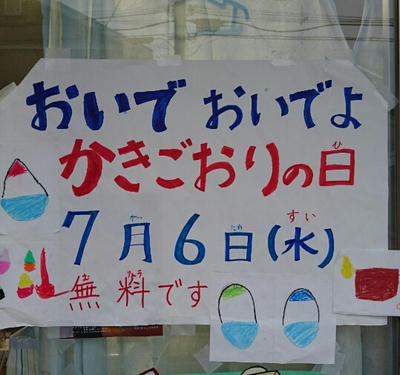 おいで おいでよ
かきごおりの日
7月6日(水)
無料です